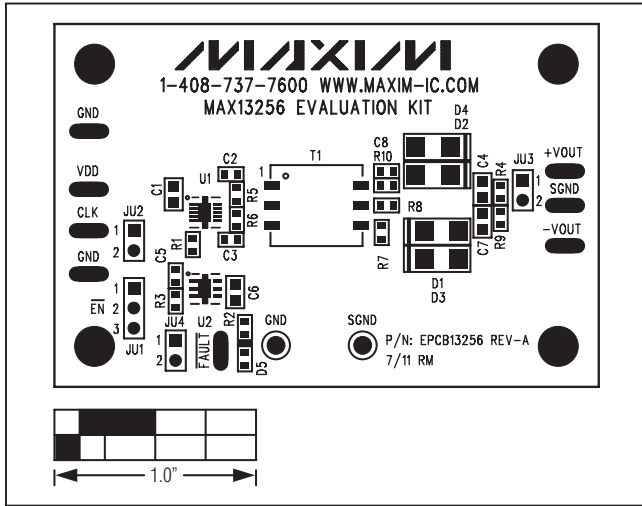 MAXIM
1-408-737-7600 WWW.MAXIM-IC.COM
MAX13256 EVALUATION KIT
GND
VDD
CLK
GND
EN
JU2
1
2
1
2
3
JU1
C1
U1
C2
R5
R6
C3
R1
C5
R3
C6
JU4
1
2
U2
FAULT
R2
D5
GND
SGND
T1
1
C8
R10
R8
R7
D4
D2
D1
D3
C4
R4
C7
R9
JU3
1
2
+VOUT
SGND
-VOUT
P/N: EPCB13256 REV-A
7/11 RM
1.0"